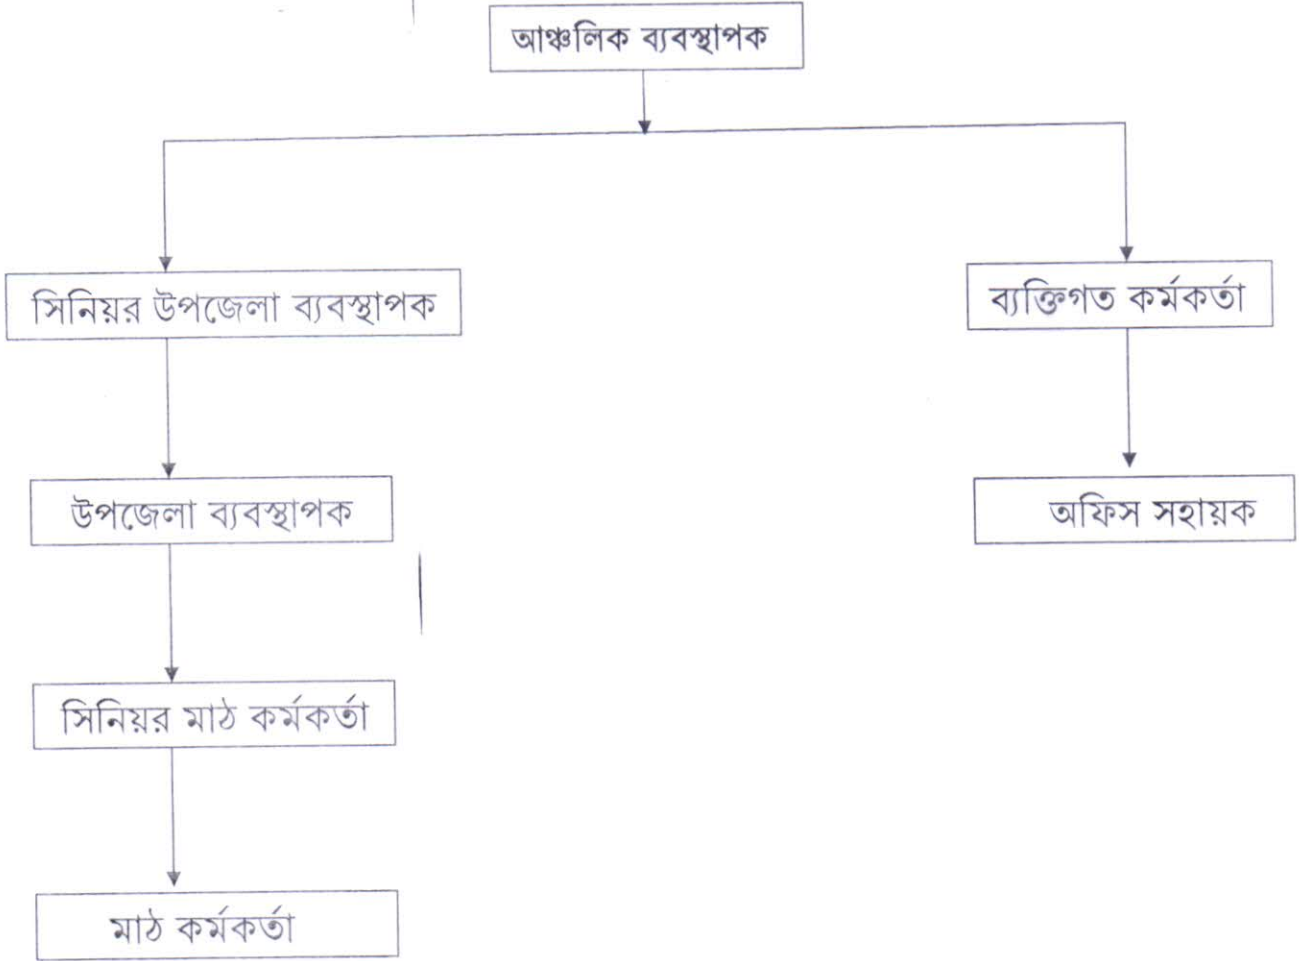 আঞ্চলিক ব্যবস্থাপক
সিনিয়র উপজেলা ব্যবস্থাপক
ব্যক্তিগত কর্মকর্তা
উপজেলা ব্যবস্থাপক
অফিস সহায়ক
সিনিয়র মাঠ কর্মকর্তা
মাঠ কর্মকর্তা